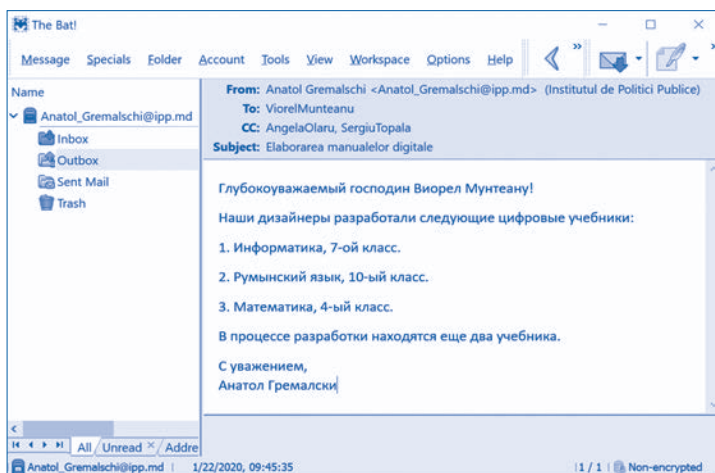 The Bat!
Message Specials Folder Account Tools View Workspace Options Help
Name
Anatol_Gremalschi@ipp.md
Inbox
Outbox
Sent Mail
Trash
From: Anatol Gremalschi <Anatol_Gremalschi@ipp.md> (Institutul de Politici Publice)
To: ViorelMunteanu
CC: AngelaOlaru, SergiuTopala
Subject: Elaborarea manualelor digitale
Глубокоуважаемый господин Виорел Мунтеану!
Наши дизайнеры разработали следующие цифровые учебники:
1. Информатика, 7-ой класс.
2. Румынский язык, 10-ый класс.
3. Математика, 4-ый класс.
В процессе разработки находятся еще два учебника.
С уважением,
Анатол Гремалски
All Unread Addre
Anatol_Gremalschi@ipp.md 1/22/2020, 09:45:35 1 / 1 Non-encrypted